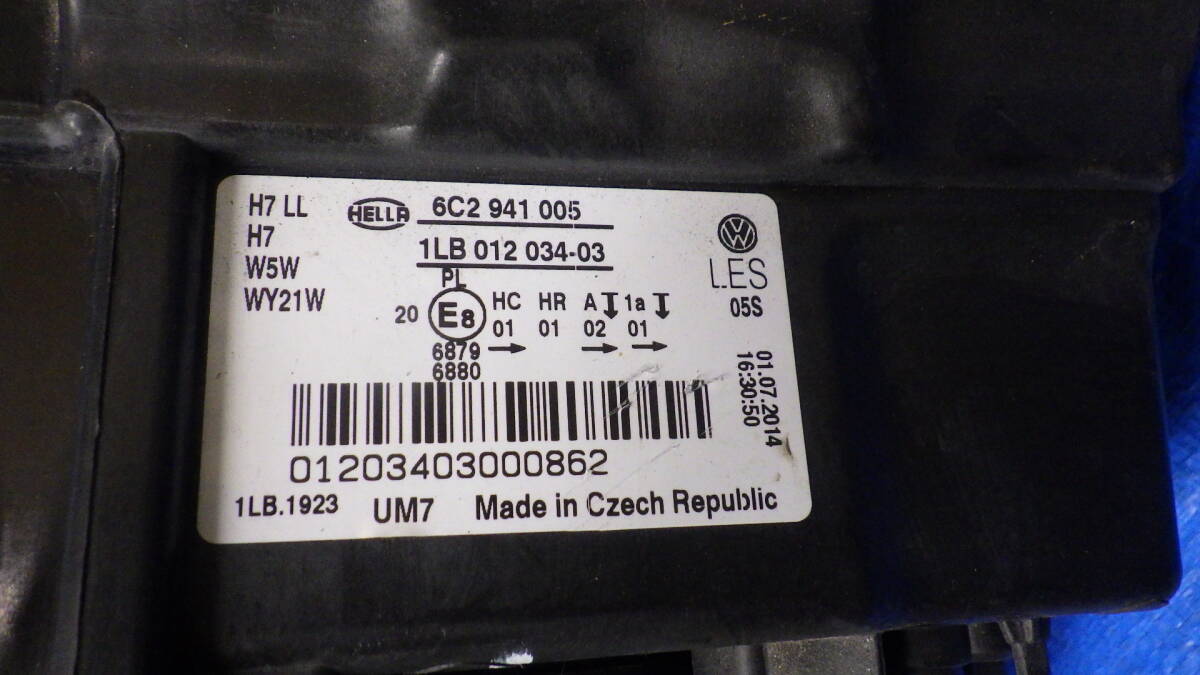 H7 LL
H7
W5W
WY21W
HELLA
6C2 941 005
1LB 012 034-03
PL
20 E8 HC HR A 1a
01 01 02 01
6879
6880
VW
LES
05S
01.07.2014
16:30:50
01203403000862
1LB.1923 UM7 Made in Czech Republic